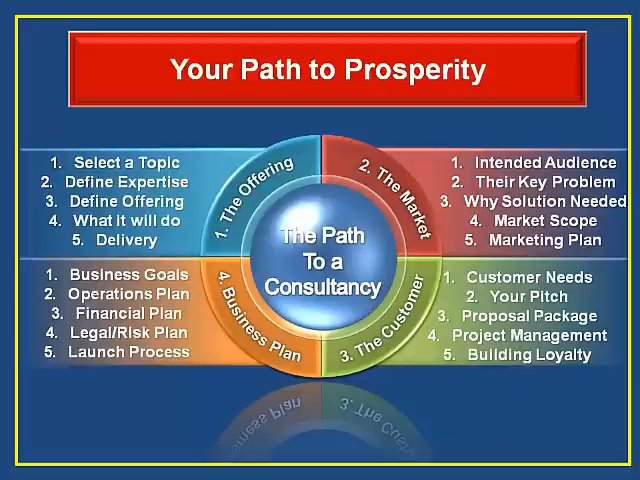 Your Path to Prosperity
1. The Offering
1. Select a Topic
2. Define Expertise
3. Define Offering
4. What it will do
5. Delivery
2. The Market
1. Intended Audience
2. Their Key Problem
3. Why Solution Needed
4. Market Scope
5. Marketing Plan
The Path
To a
Consultancy
4. Business Plan
1. Business Goals
2. Operations Plan
3. Financial Plan
4. Legal/Risk Plan
5. Launch Process
3. The Customer
1. Customer Needs
2. Your Pitch
3. Proposal Package
4. Project Management
5. Building Loyalty